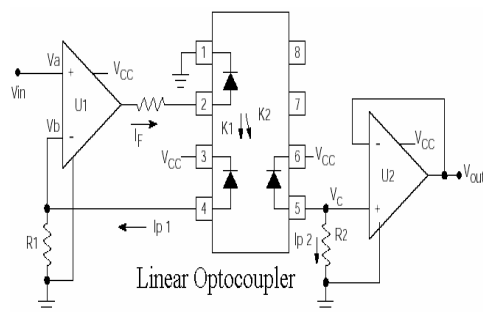 1
8
Va
+
VCC
Vin
U1
IF
2
7
K1
K2
Vb
-
VCC
3
6
VCC
-
VCC
U2
Vout
4
5
VC
+
Ip 1
Ip 2
R1
R2
Linear Optocoupler